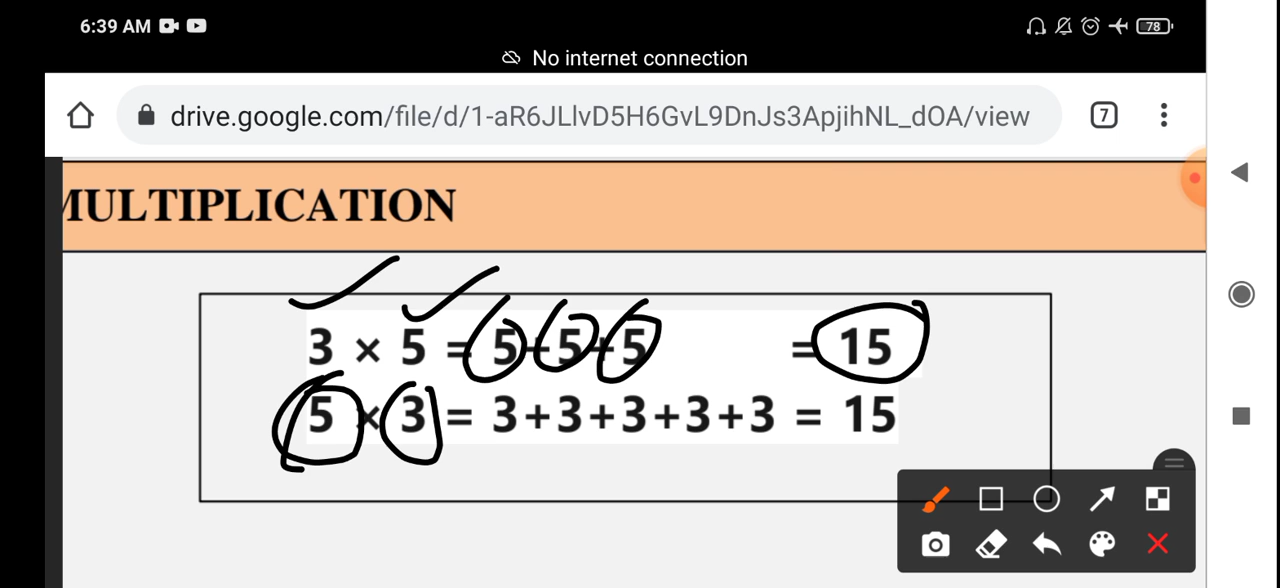 6:39 AM
78
No internet connection
drive.google.com/file/d/1-aR6JLlvD5H6GvL9DnJs3ApjihNL_dOA/view
7
MULTIPLICATION
3 × 5 = 5+5+5 = 15
5 × 3 = 3+3+3+3+3 = 15